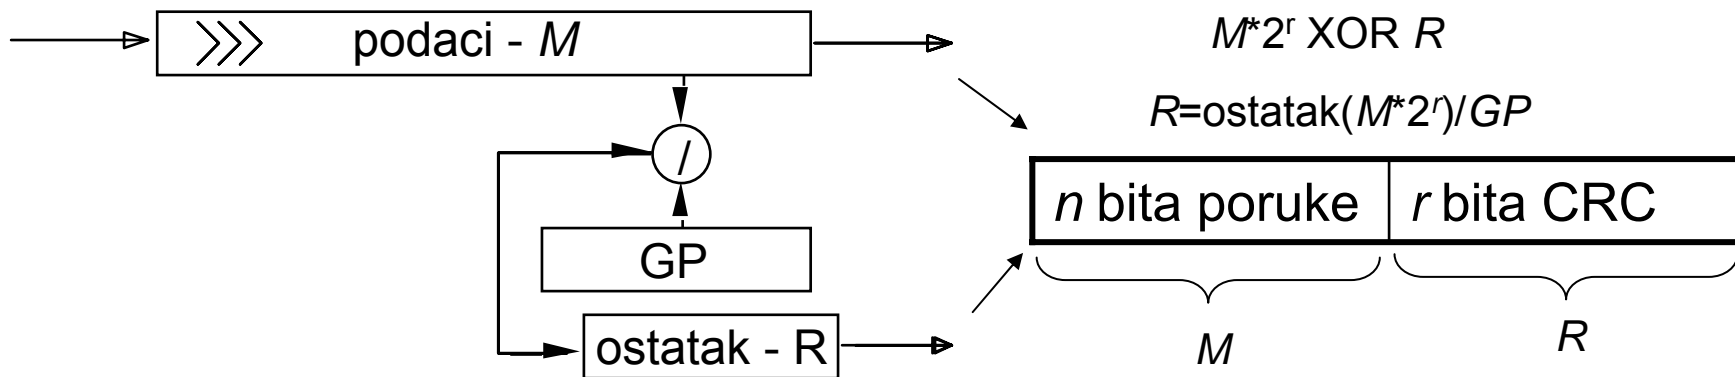 podaci - M
/
GP
ostatak - R
M*2ʳ XOR R
R=ostatak(M*2ʳ)/GP
n bita poruke r bita CRC
M R